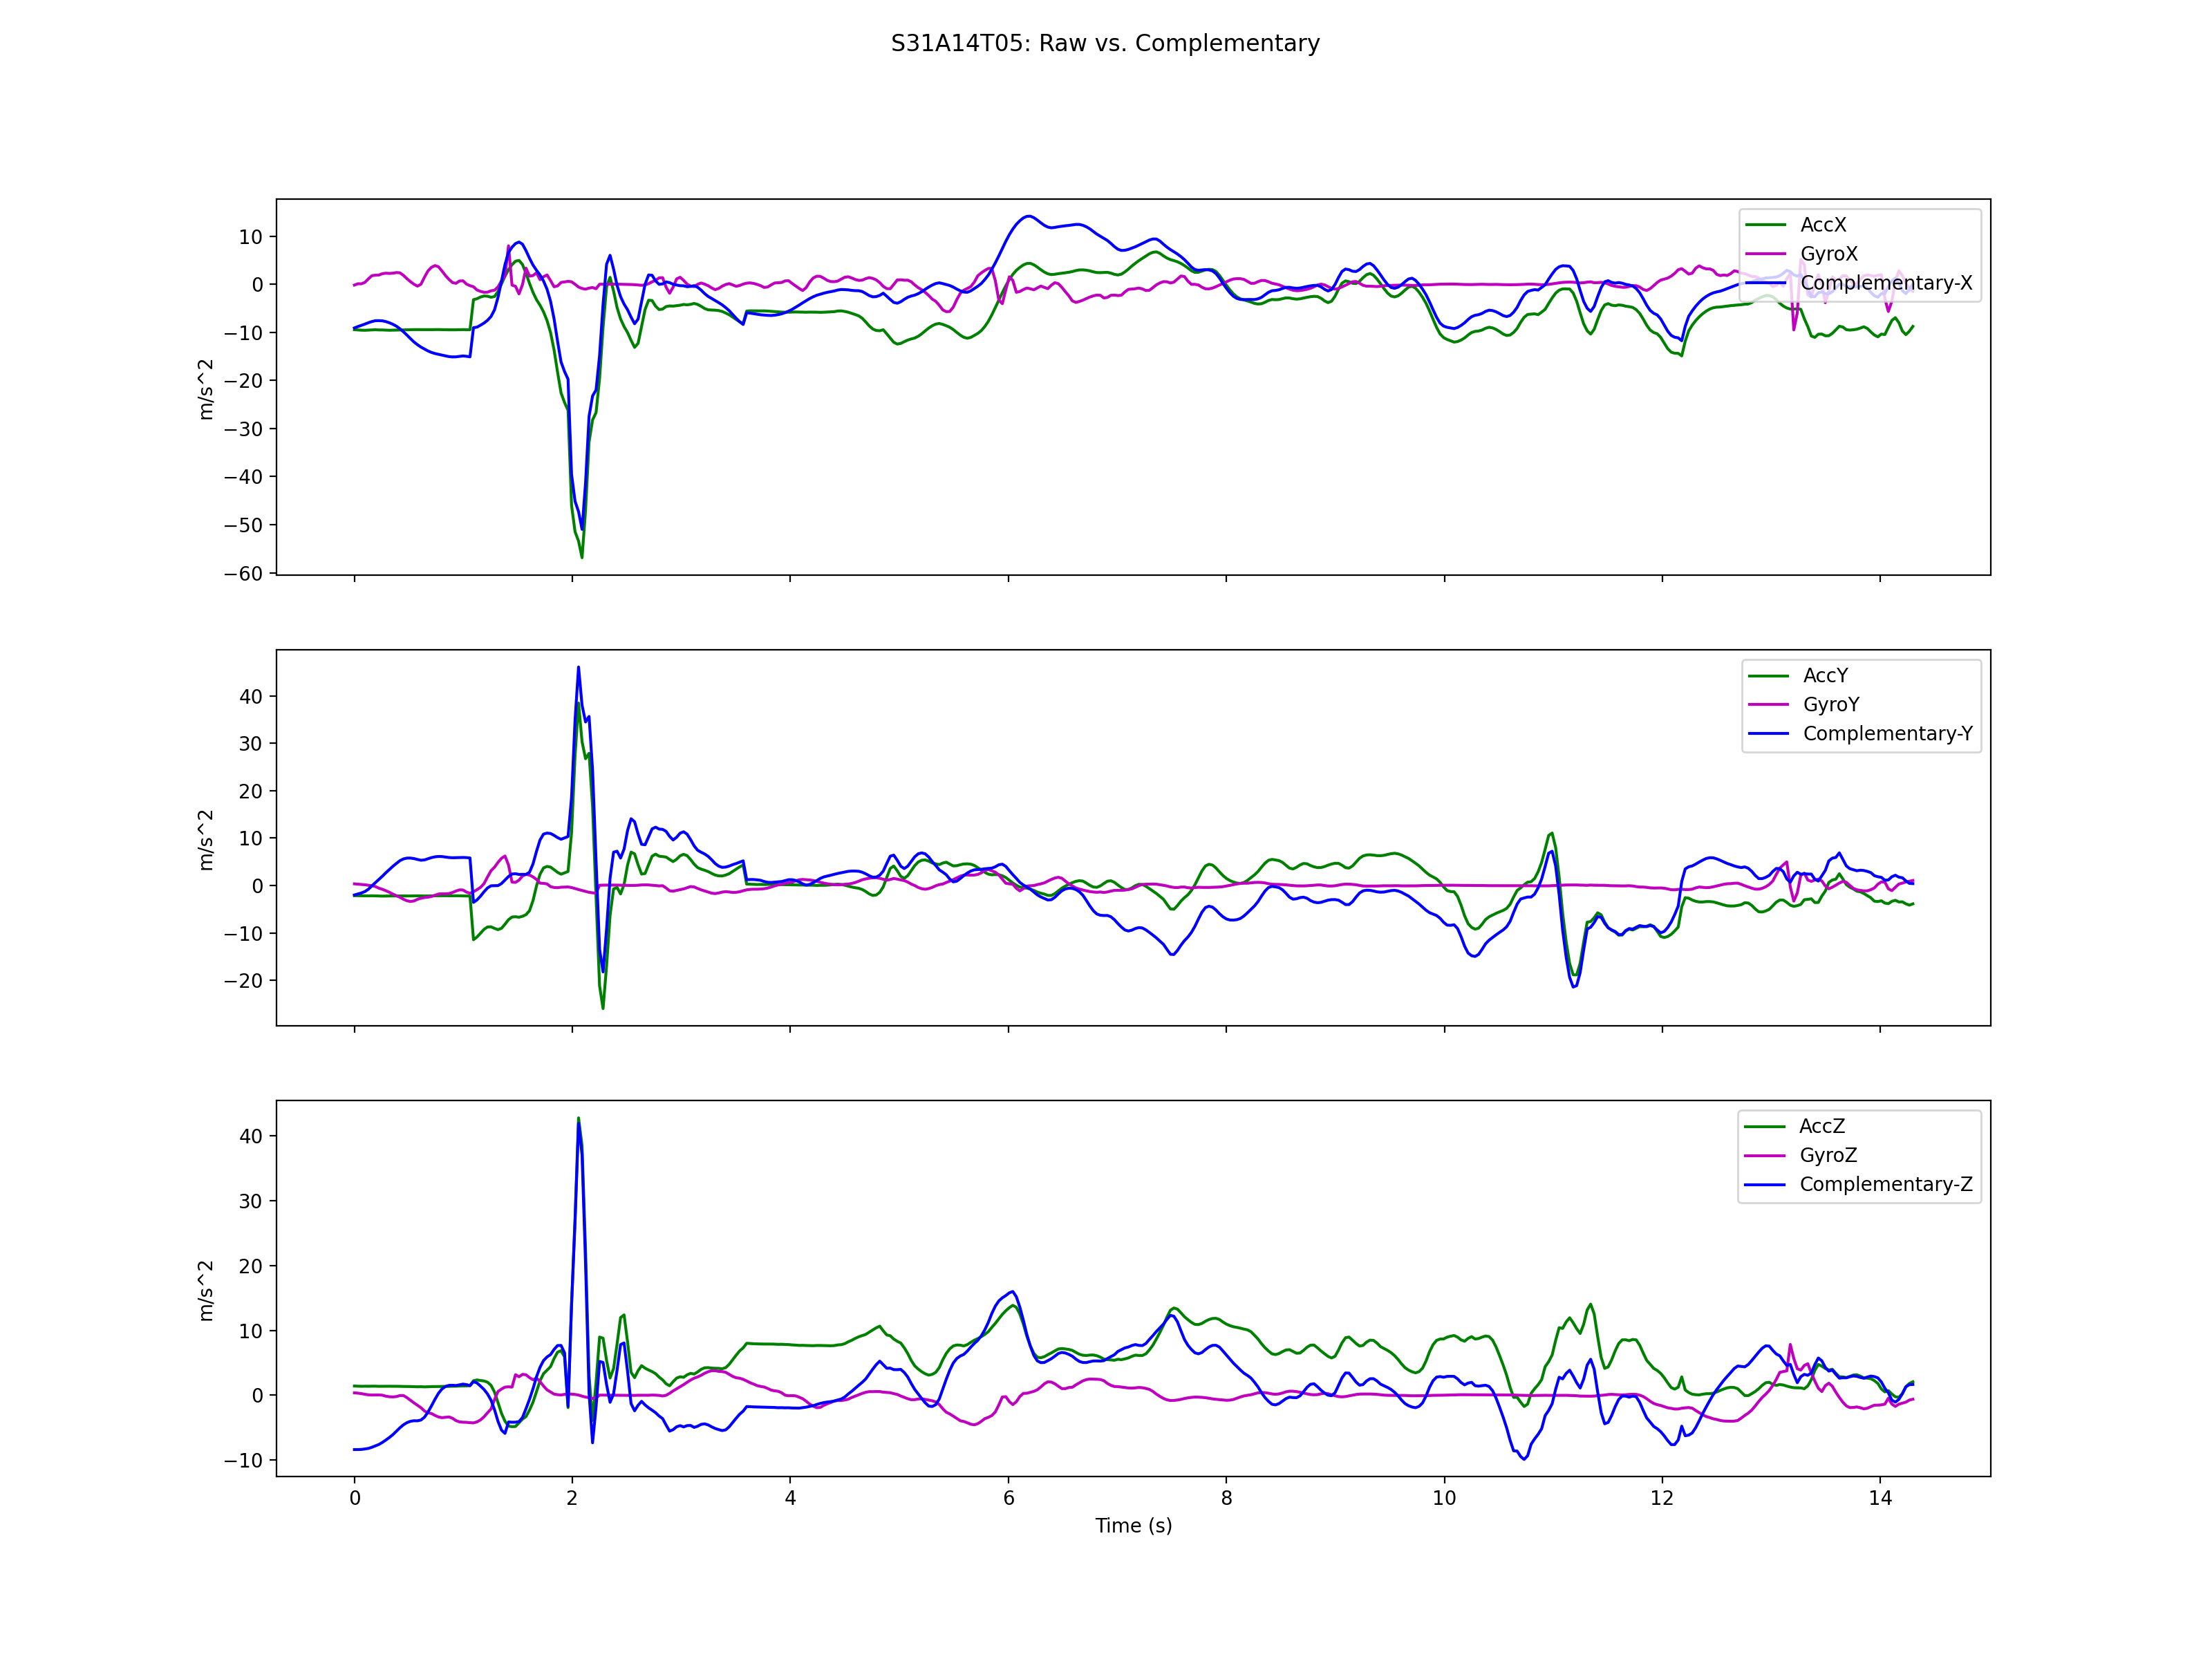 S31A14T05: Raw vs. Complementary
10
0
−10
−20
−30
−40
−50
−60
m/s^2
AccX
GyroX
Complementary-X
40
30
20
10
0
−10
−20
m/s^2
AccY
GyroY
Complementary-Y
40
30
20
10
0
−10
m/s^2
AccZ
GyroZ
Complementary-Z
0 2 4 6 8 10 12 14
Time (s)